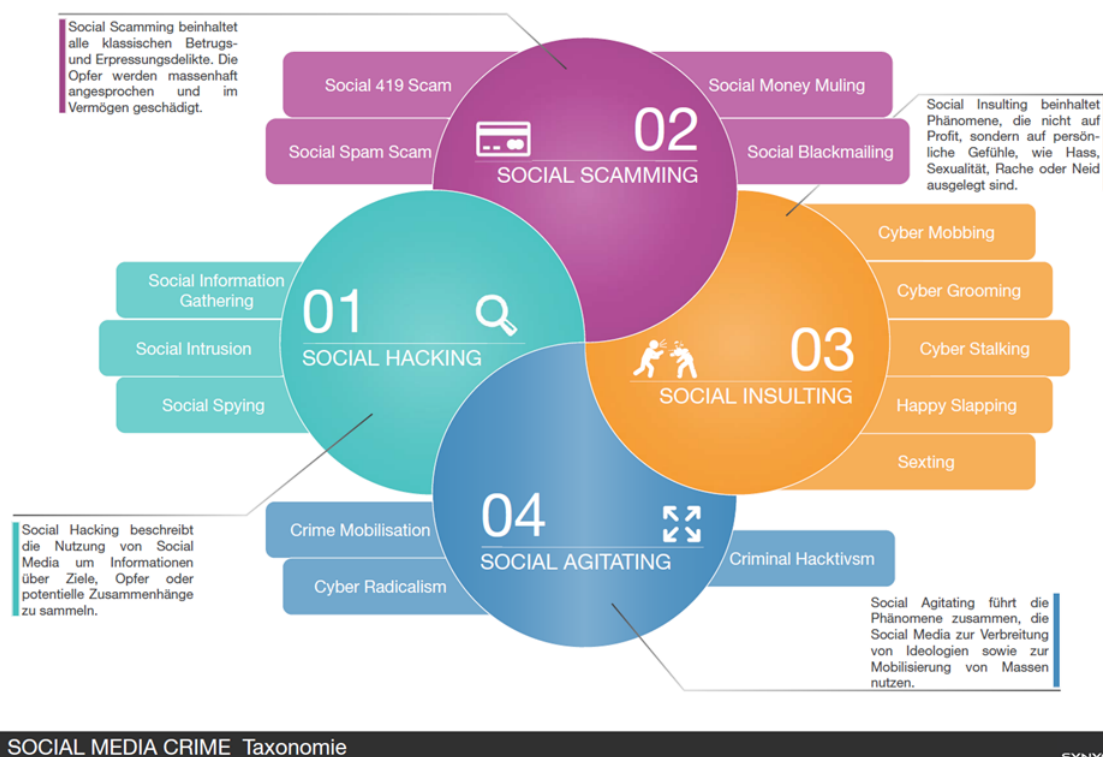 Social Scamming beinhaltet
alle klassischen Betrugs-
und Erpressungsdelikte. Die
Opfer werden massenhaft
angesprochen und im
Vermögen geschädigt.
Social 419 Scam
Social Spam Scam
02
SOCIAL SCAMMING
Social Money Muling
Social Blackmailing
Social Insulting beinhaltet
Phänomene, die nicht auf
Profit, sondern auf persön-
liche Gefühle, wie Hass,
Sexualität, Rache oder Neid
ausgelegt sind.
Social Information
Gathering
Social Intrusion
Social Spying
01
SOCIAL HACKING
03
SOCIAL INSULTING
Cyber Mobbing
Cyber Grooming
Cyber Stalking
Happy Slapping
Sexting
Social Hacking beschreibt
die Nutzung von Social
Media um Informationen
über Ziele, Opfer oder
potentielle Zusammenhänge
zu sammeln.
Crime Mobilisation
Cyber Radicalism
04
SOCIAL AGITATING
Criminal Hacktivsm
Social Agitating führt die
Phänomene zusammen, die
Social Media zur Verbreitung
von Ideologien sowie zur
Mobilisierung von Massen
nutzen.
SOCIAL MEDIA CRIME Taxonomie